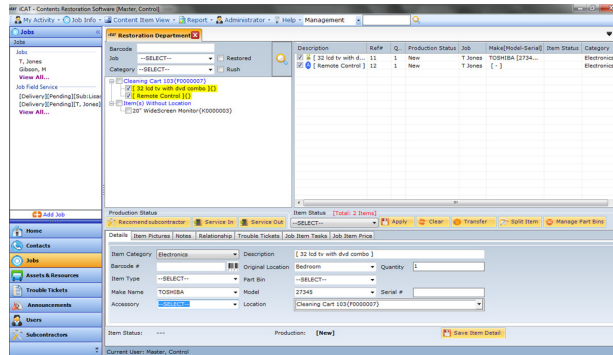 iCAT - Contents Restoration Software [Master, Control]
My Activity Job Info Content Item View Report Administrator Help Management
Jobs
Jobs
Jobs
T, Jones
Gibson, M
View All...
Job Field Service
[Delivery][Pending][Sub:Lisar
[Delivery][Pending][T, Jones]
View All...
Add Job
Home
Contacts
Jobs
Assets & Resources
Trouble Tickets
Announcements
Users
Subcontractors
Restoration Department
Barcode
Job --SELECT-- Restored
Category --SELECT-- Rush
Cleaning Cart 103{F0000007}
[ 32 lcd tv with dvd combo ]{}
[ Remote Control ]{}
Item(s) Without Location
20" WideScreen Monitor{K0000003}
Description Ref# Q... Production Status Job Make[Model-Serial] Item Status Category
[ 32 lcd tv with d... 11 1 New T Jones TOSHIBA [2734... Electronics
[ Remote Control ] 12 1 New T Jones [ - ] Electronics
Production Status Item Status [Total: 2 Items]
Recomend subcontractor Service In Service Out --SELECT-- Apply Clear Transfer Split Item Manage Part Bins
Details Item Pictures Notes Relationship Trouble Tickets Job Item Tasks Job Item Price
Item Category Electronics Description [ 32 lcd tv with dvd combo ]
Barcode # Original Location Bedroom Quantity 1
Item Type --SELECT-- Part Bin --SELECT--
Make Name TOSHIBA Model 27345 Serial #
Accessory --SELECT-- Location Cleaning Cart 103{F0000007}
Item Status: --- Production: [New] Save Item Detail
Current User: Master, Control